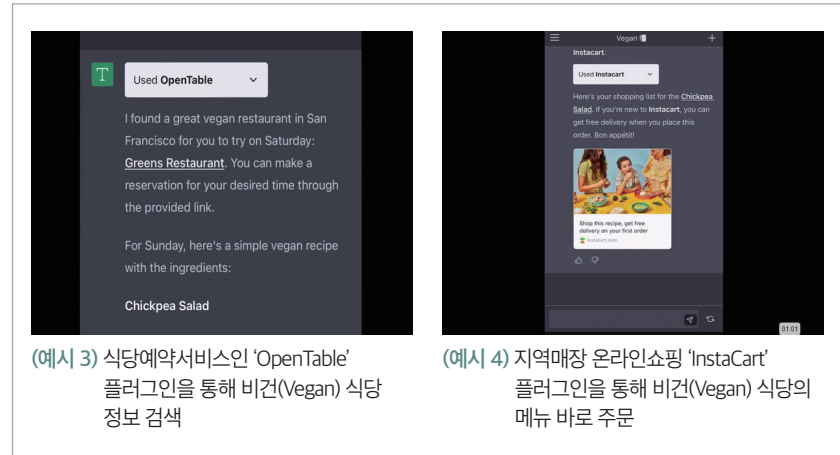 T
Used OpenTable
I found a great vegan restaurant in San
Francisco for you to try on Saturday:
Greens Restaurant. You can make a
reservation for your desired time through
the provided link.
For Sunday, here's a simple vegan recipe
with the ingredients:
Chickpea Salad
(예시 3) 식당예약서비스인 ‘OpenTable’
플러그인을 통해 비건(Vegan) 식당
정보 검색
Vegan f
Instacart.
Used Instacart
Here's your shopping list for the Chickpea
Salad. If you're new to Instacart, you can
get free delivery when you place this
order. Bon appétit!
Shop this recipe, get free
delivery on your first order
instacart.com
01:01
(예시 4) 지역매장 온라인쇼핑 ‘InstaCart’
플러그인을 통해 비건(Vegan) 식당의
메뉴 바로 주문